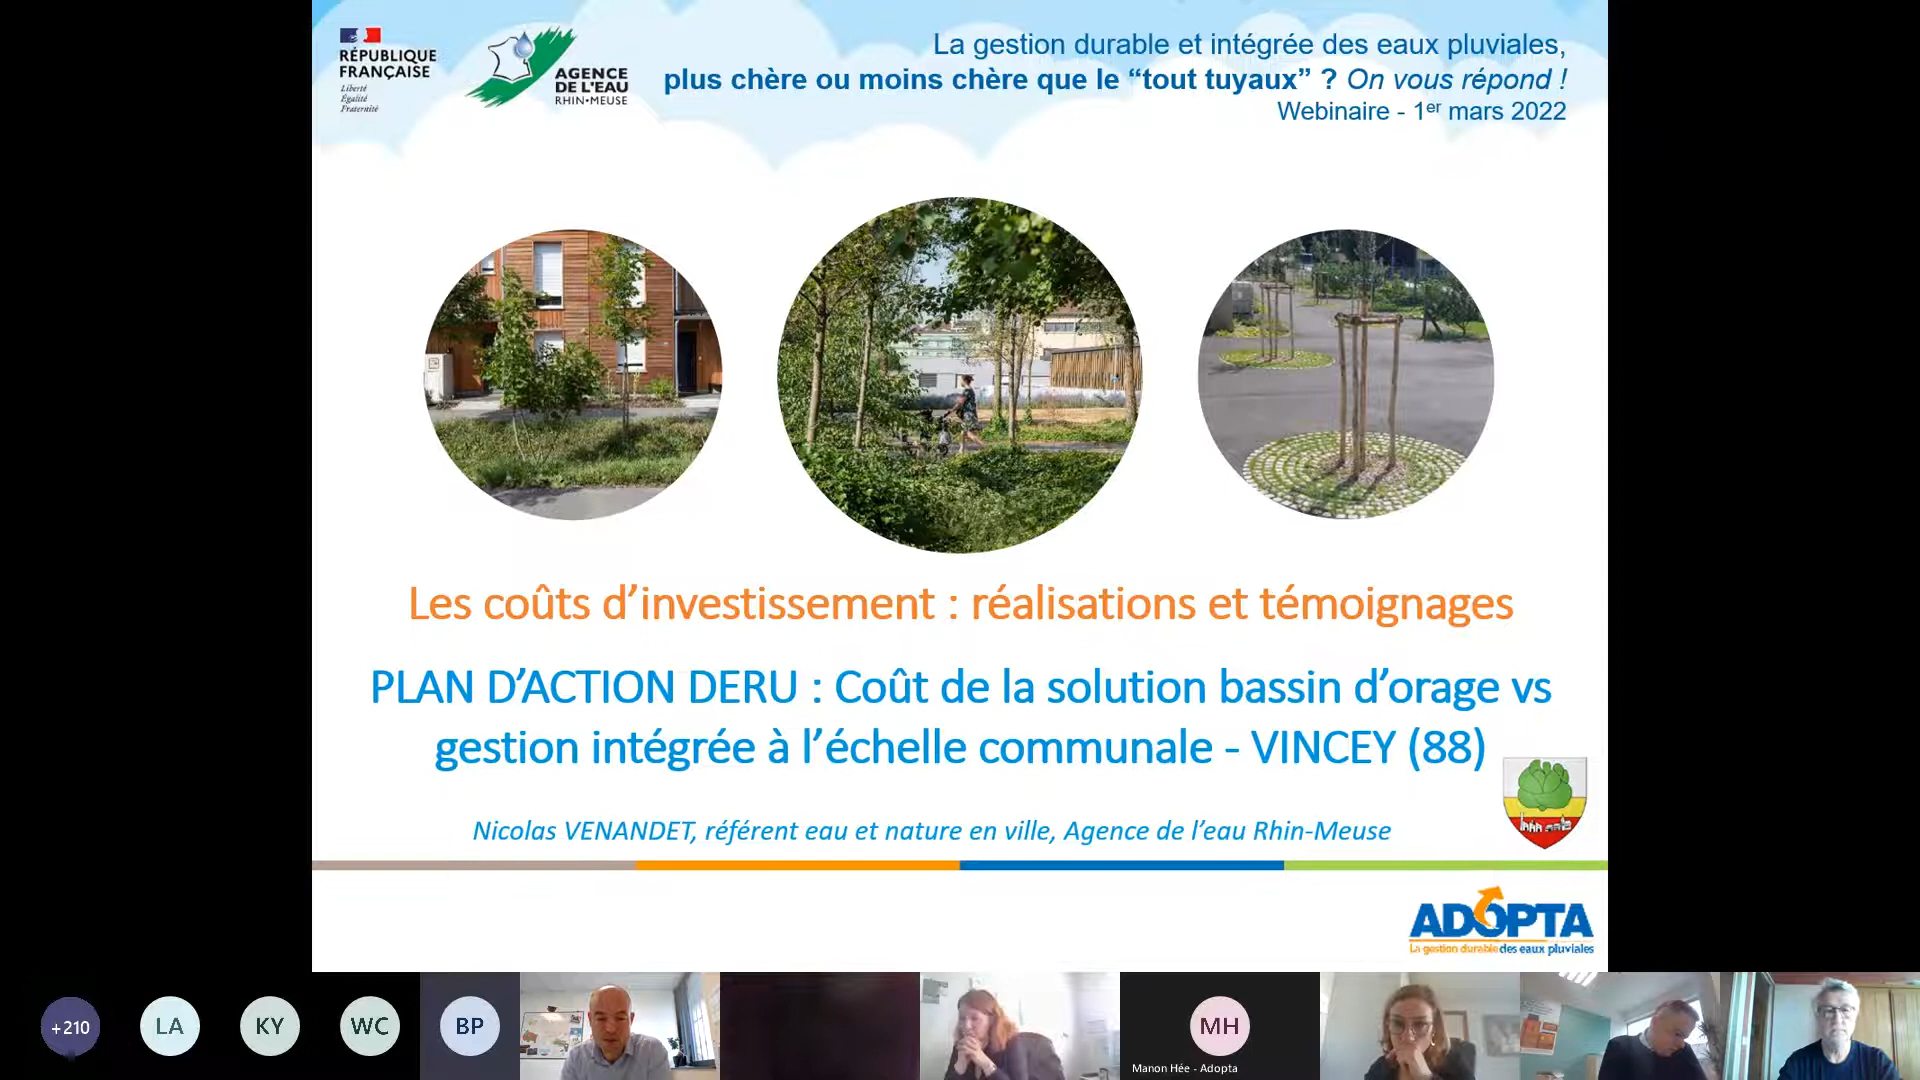 RÉPUBLIQUE
FRANÇAISE
Liberté
Égalité
Fraternité
AGENCE
DE L'EAU
RHIN•MEUSE
La gestion durable et intégrée des eaux pluviales,
plus chère ou moins chère que le “tout tuyaux” ? On vous répond !
Webinaire - 1er mars 2022
Les coûts d’investissement : réalisations et témoignages
PLAN D’ACTION DERU : Coût de la solution bassin d’orage vs
gestion intégrée à l’échelle communale - VINCEY (88)
Nicolas VENANDET, référent eau et nature en ville, Agence de l’eau Rhin-Meuse
ADOPTA
La gestion durable des eaux pluviales
+210
LA
KY
WC
BP
MH
Manon Hée - Adopta